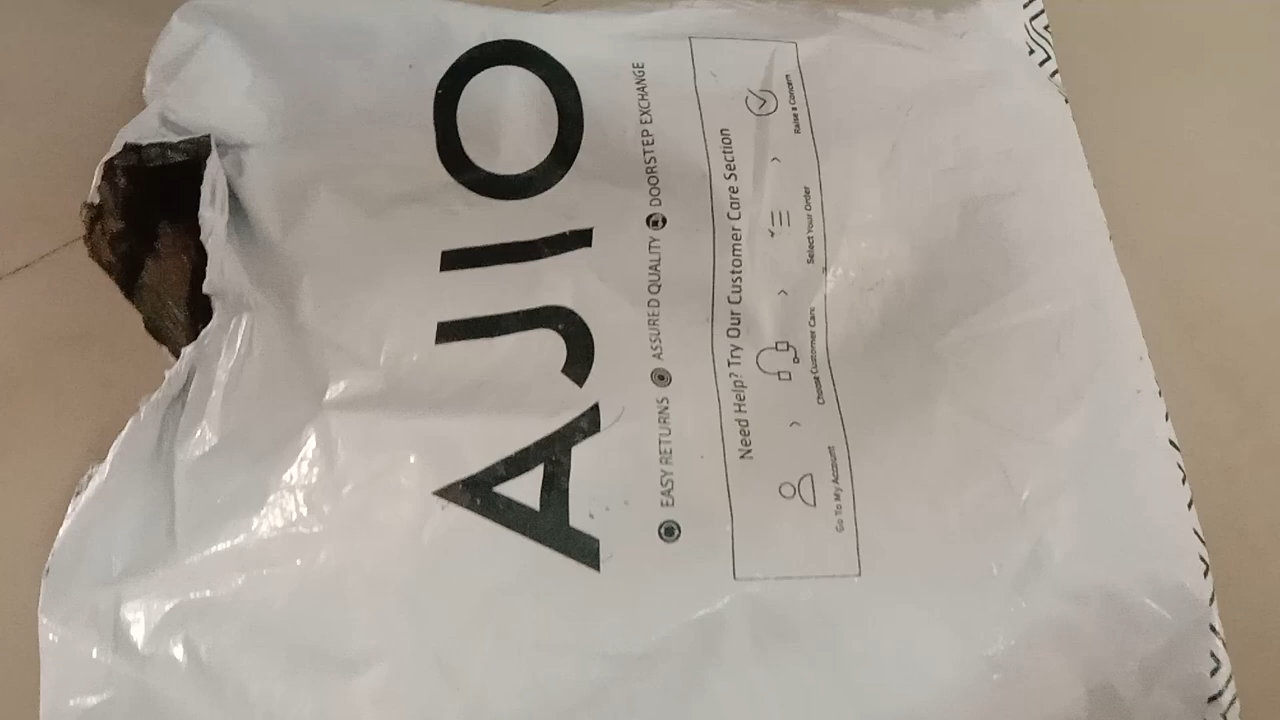 AJIO
EASY RETURNS ASSURED QUALITY DOORSTEP EXCHANGE
Need Help? Try Our Customer Care Section
Go To My Account > Choose Customer Care > Select Your Order > Raise a Concern